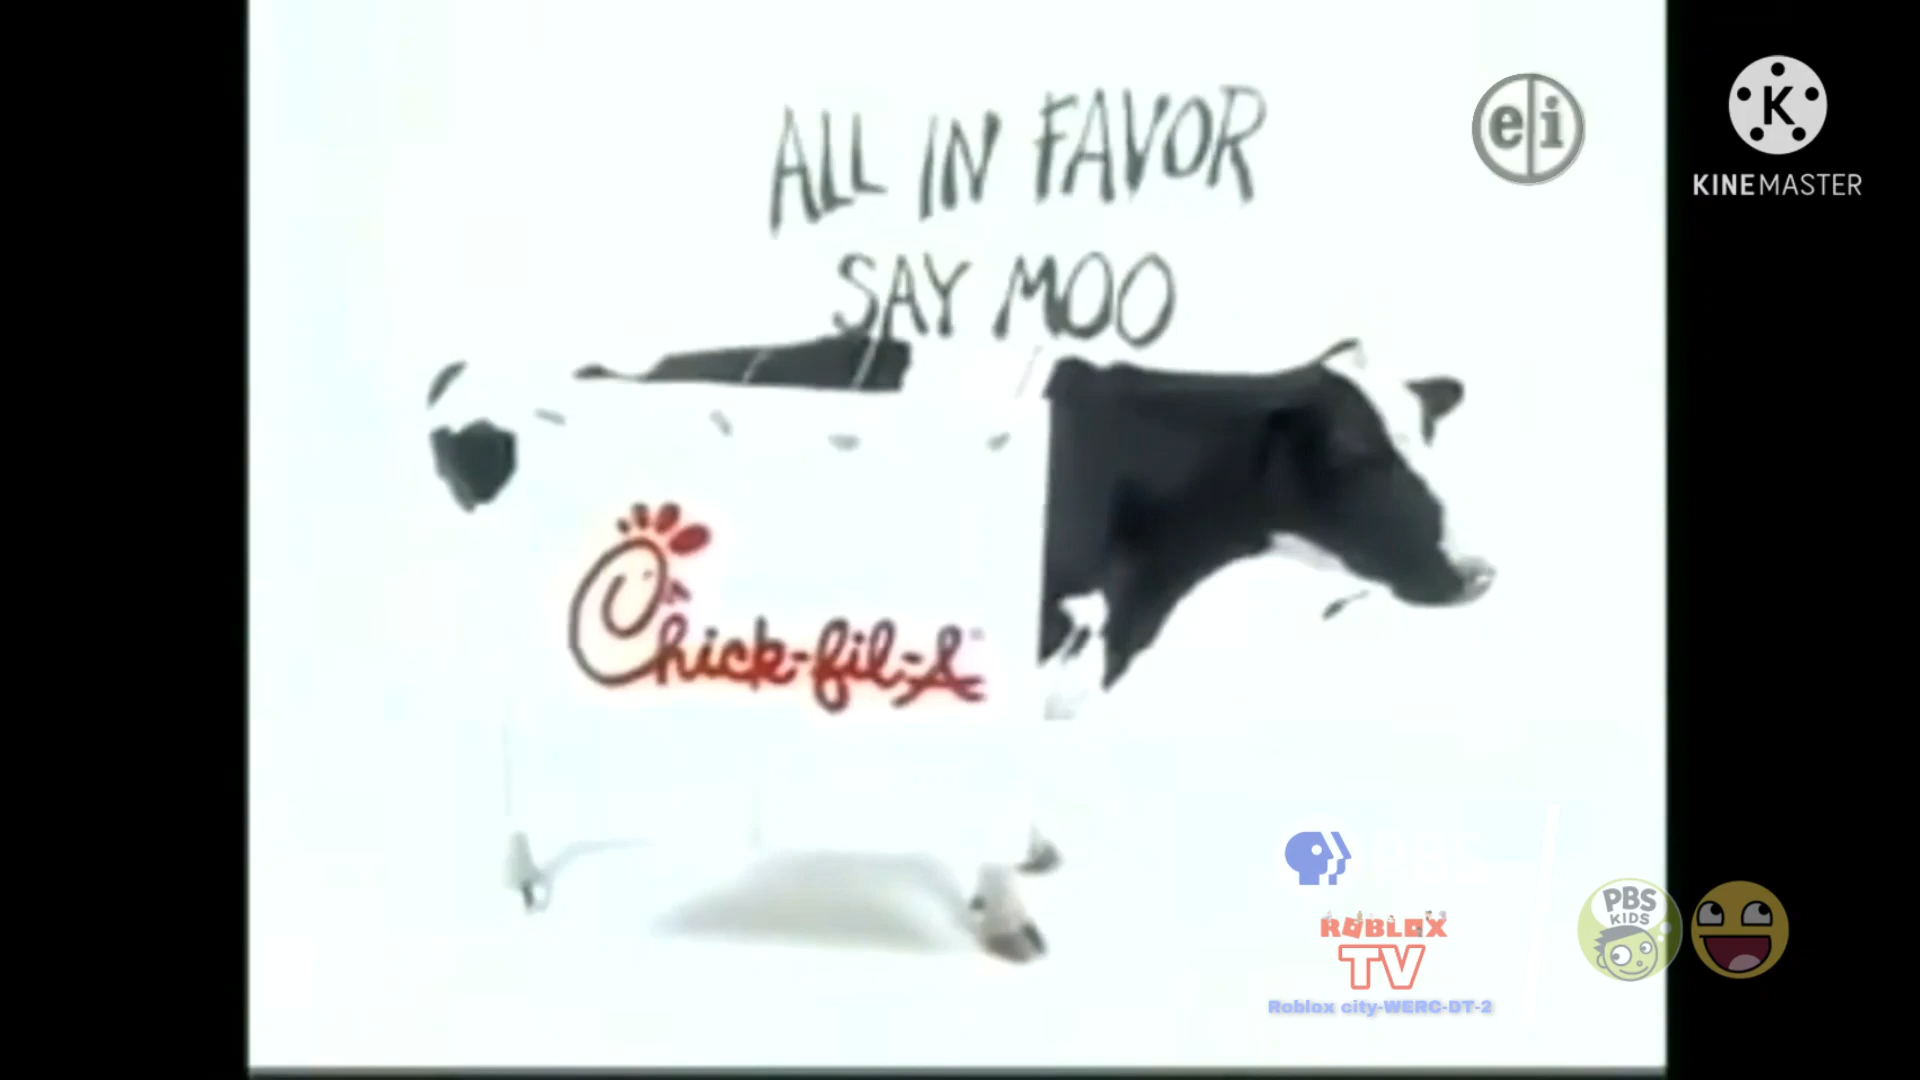 ALL IN FAVOR
SAY MOO
e i
K
KINEMASTER
Chick-fil-A
PBS
KIDS
ROBLOX
TV
Roblox city-WERC-DT-2